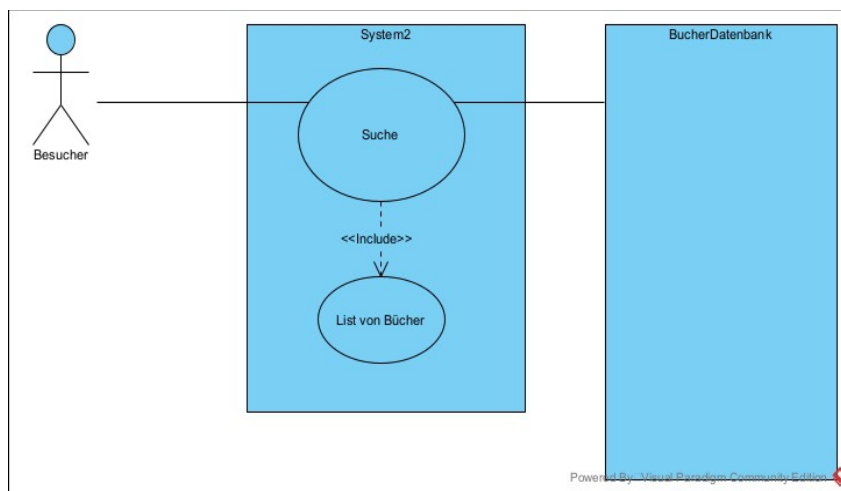 System2
BucherDatenbank
Suche
Besucher
<<Include>>
List von Bücher
Powered By Visual Paradigm Community Edition